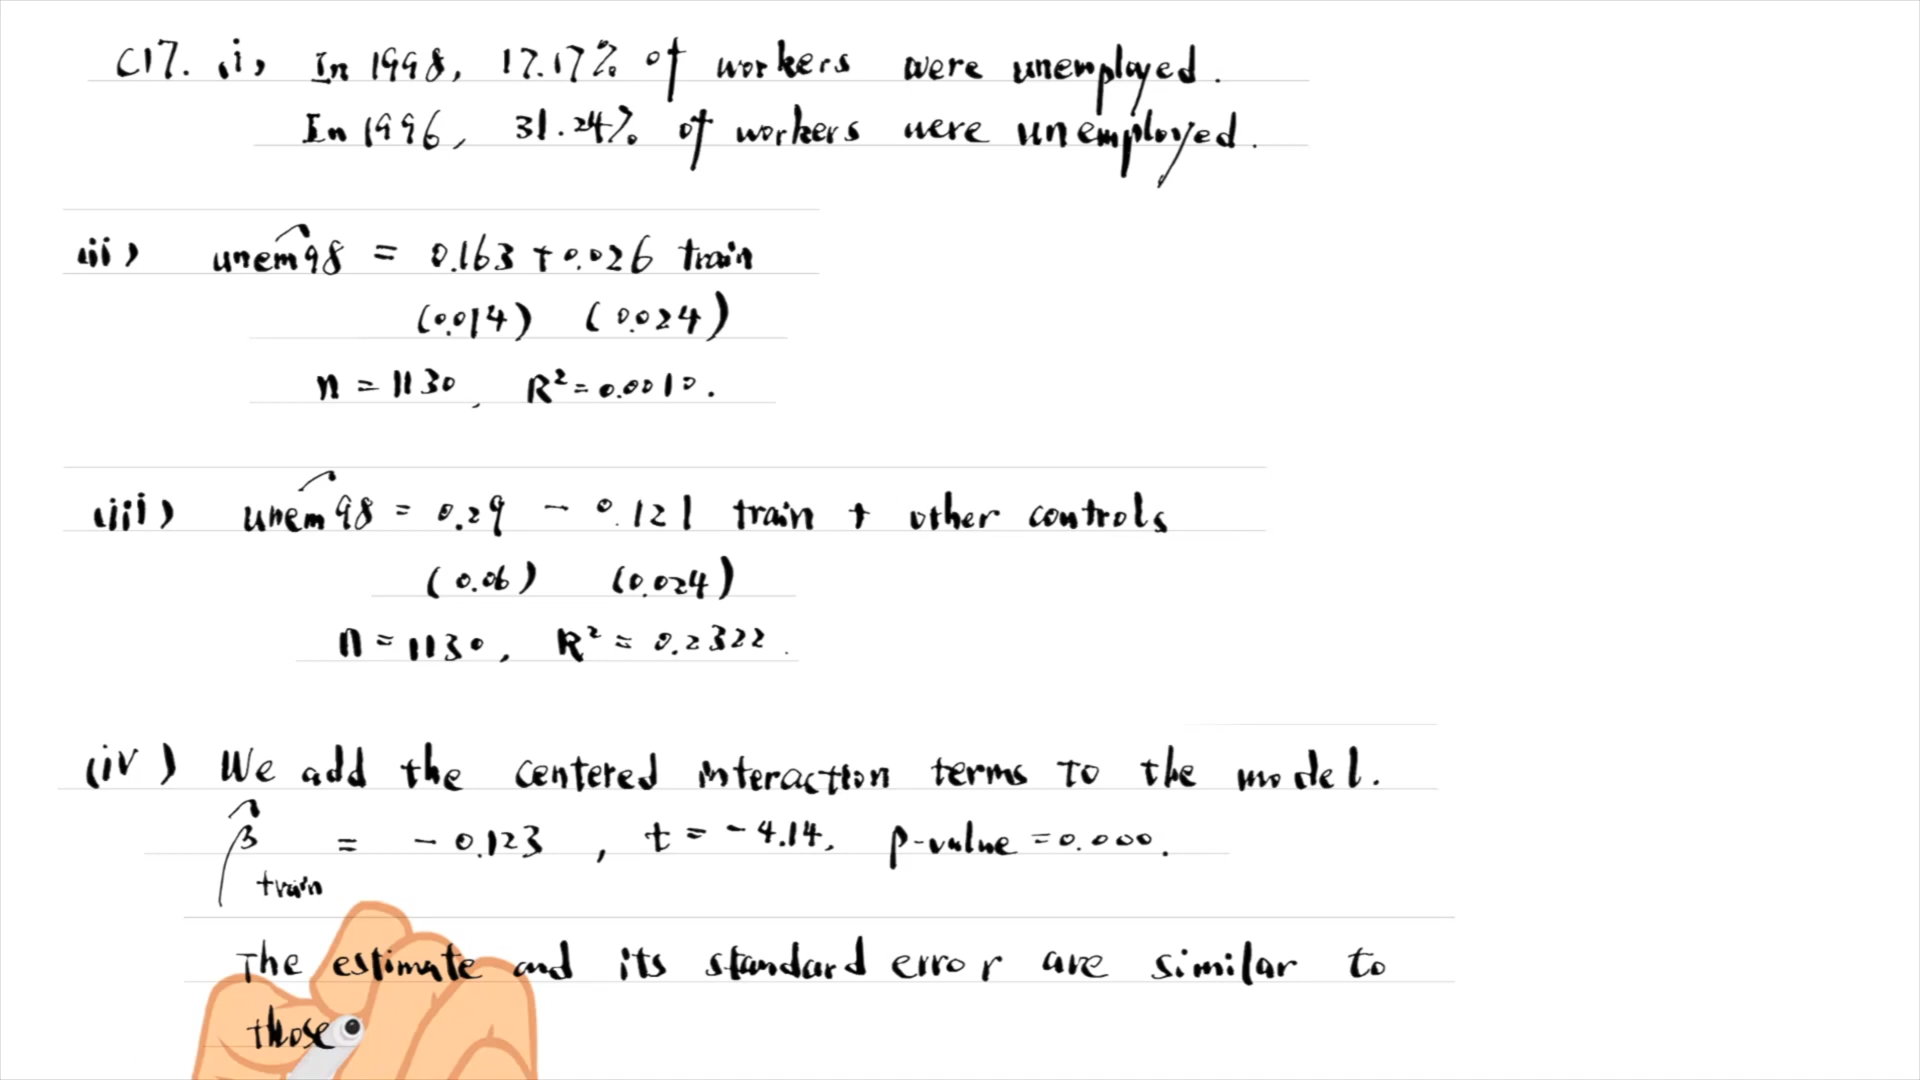 C17. (i) In 1998, 17.17% of workers were unemployed.
In 1996, 31.24% of workers were unemployed.
(ii) unem98 = 0.163 + 0.026 train
(0.014) (0.024)
n = 1130, R² = 0.0010.
(iii) unem98 = 0.29 - 0.121 train + other controls
(0.06) (0.024)
n = 1130, R² = 0.2322.
(iv) We add the centered interaction terms to the model.
β̂train = -0.123, t = -4.14, p-value = 0.000.
The estimate and its standard error are similar to
those